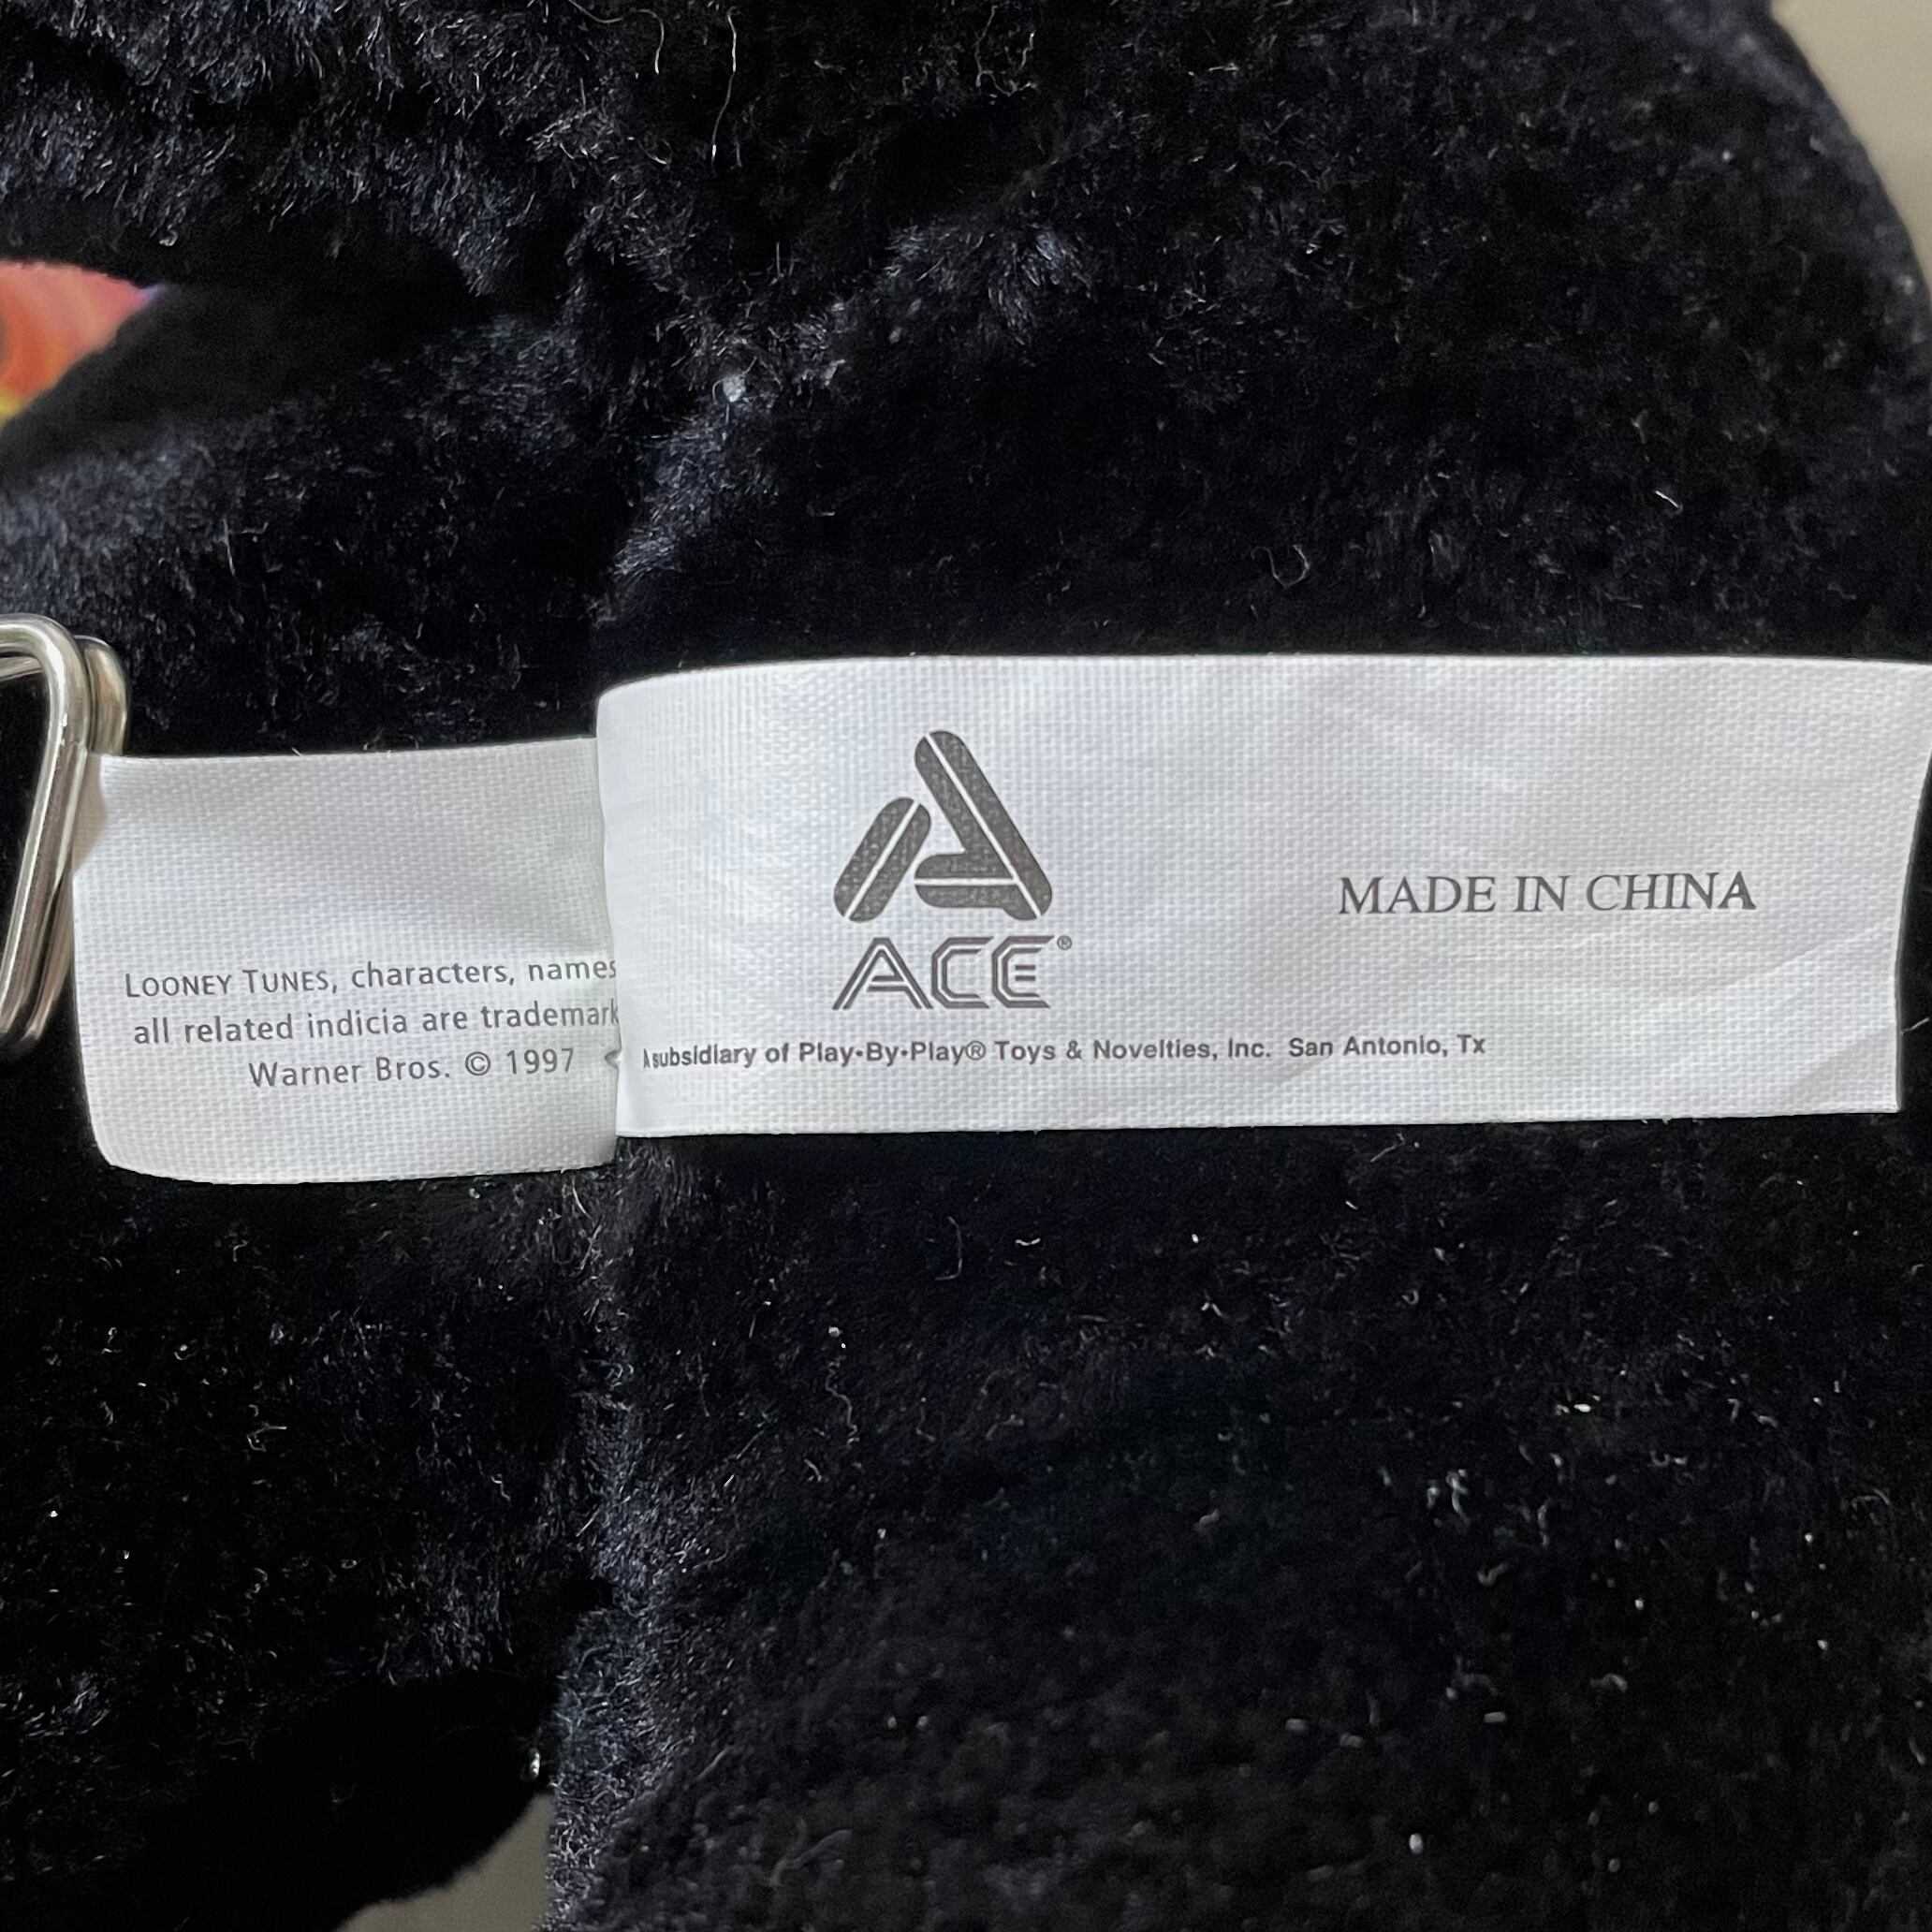 LOONEY TUNES, characters, names
all related indicia are trademark
Warner Bros. © 1997
ACE®
A subsidiary of Play•By•Play® Toys & Novelties, Inc. San Antonio, Tx
MADE IN CHINA